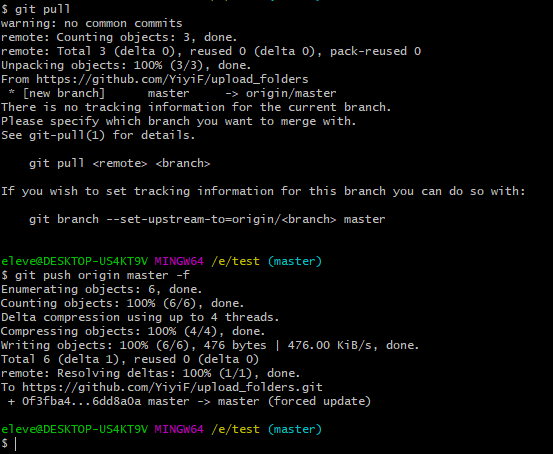 $ git pull
warning: no common commits
remote: Counting objects: 3, done.
remote: Total 3 (delta 0), reused 0 (delta 0), pack-reused 0
Unpacking objects: 100% (3/3), done.
From https://github.com/YiyiF/upload_folders
 * [new branch]      master     -> origin/master
There is no tracking information for the current branch.
Please specify which branch you want to merge with.
See git-pull(1) for details.

    git pull <remote> <branch>

If you wish to set tracking information for this branch you can do so with:

    git branch --set-upstream-to=origin/<branch> master

eleve@DESKTOP-US4KT9V MINGW64 /e/test (master)
$ git push origin master -f
Enumerating objects: 6, done.
Counting objects: 100% (6/6), done.
Delta compression using up to 4 threads.
Compressing objects: 100% (4/4), done.
Writing objects: 100% (6/6), 476 bytes | 476.00 KiB/s, done.
Total 6 (delta 1), reused 0 (delta 0)
remote: Resolving deltas: 100% (1/1), done.
To https://github.com/YiyiF/upload_folders.git
 + 0f3fba4...6dd8a0a master -> master (forced update)

eleve@DESKTOP-US4KT9V MINGW64 /e/test (master)
$